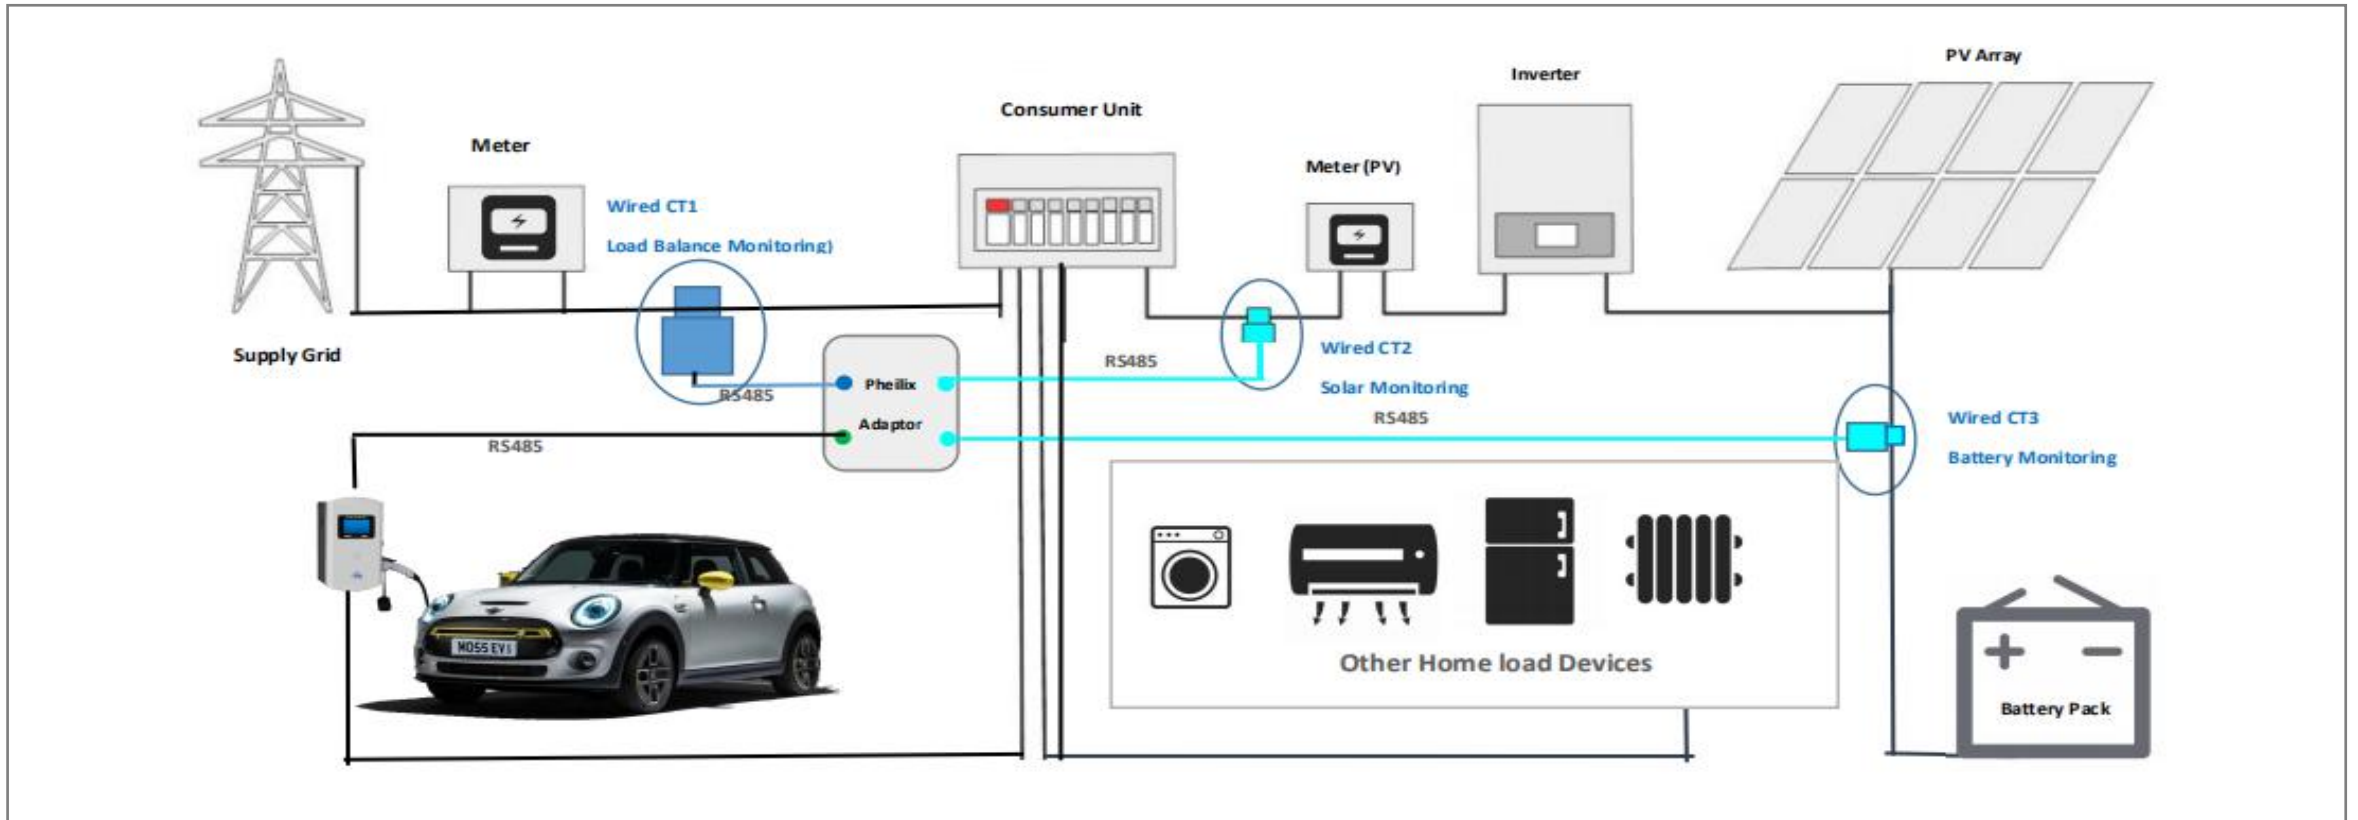 PV Array
Inverter
Consumer Unit
Meter
Meter (PV)
Wired CT1
Load Balance Monitoring)
Supply Grid
RS485
Wired CT2
Solar Monitoring
Pheilix
Adaptor
RS485
RS485
Wired CT3
Battery Monitoring
RS485
MO55 EV1
Other Home load Devices
+ −
Battery Pack